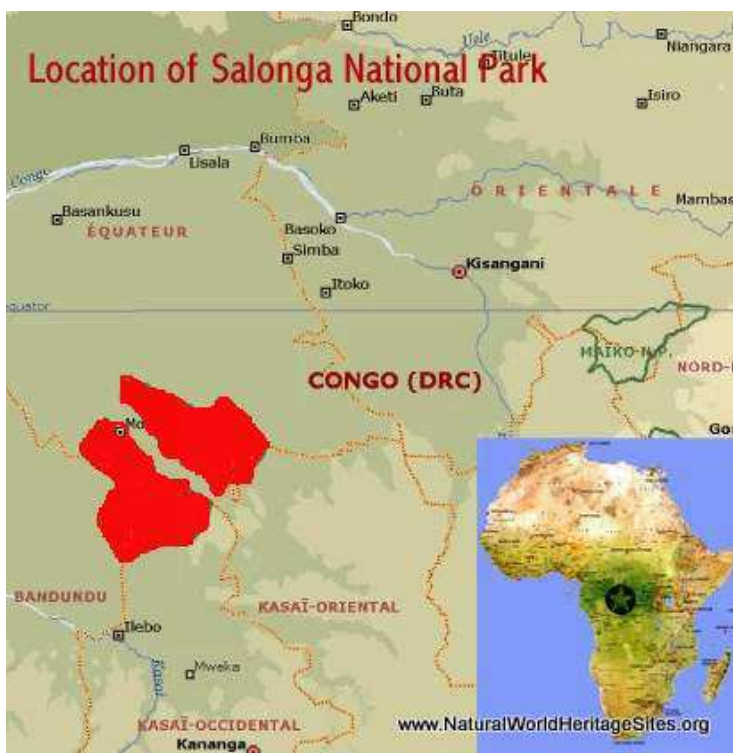 Bondo
Uele
Titule
Niangara
Location of Salonga National Park
Aketi
Buta
Isiro
Bumba
Lisala
Congo
ORIENTALE
Mambas
Basankusu
ÉQUATEUR
Basoko
Simba
Kisangani
Itoko
equator
MAÏKO N.P.
NORD-
CONGO (DRC)
Mo
Go
BANDUNDU
KASAÏ-ORIENTAL
Ilebo
Kasai
Mweka
KASAÏ-OCCIDENTAL
Kananga
www.NaturalWorldHeritageSites.org